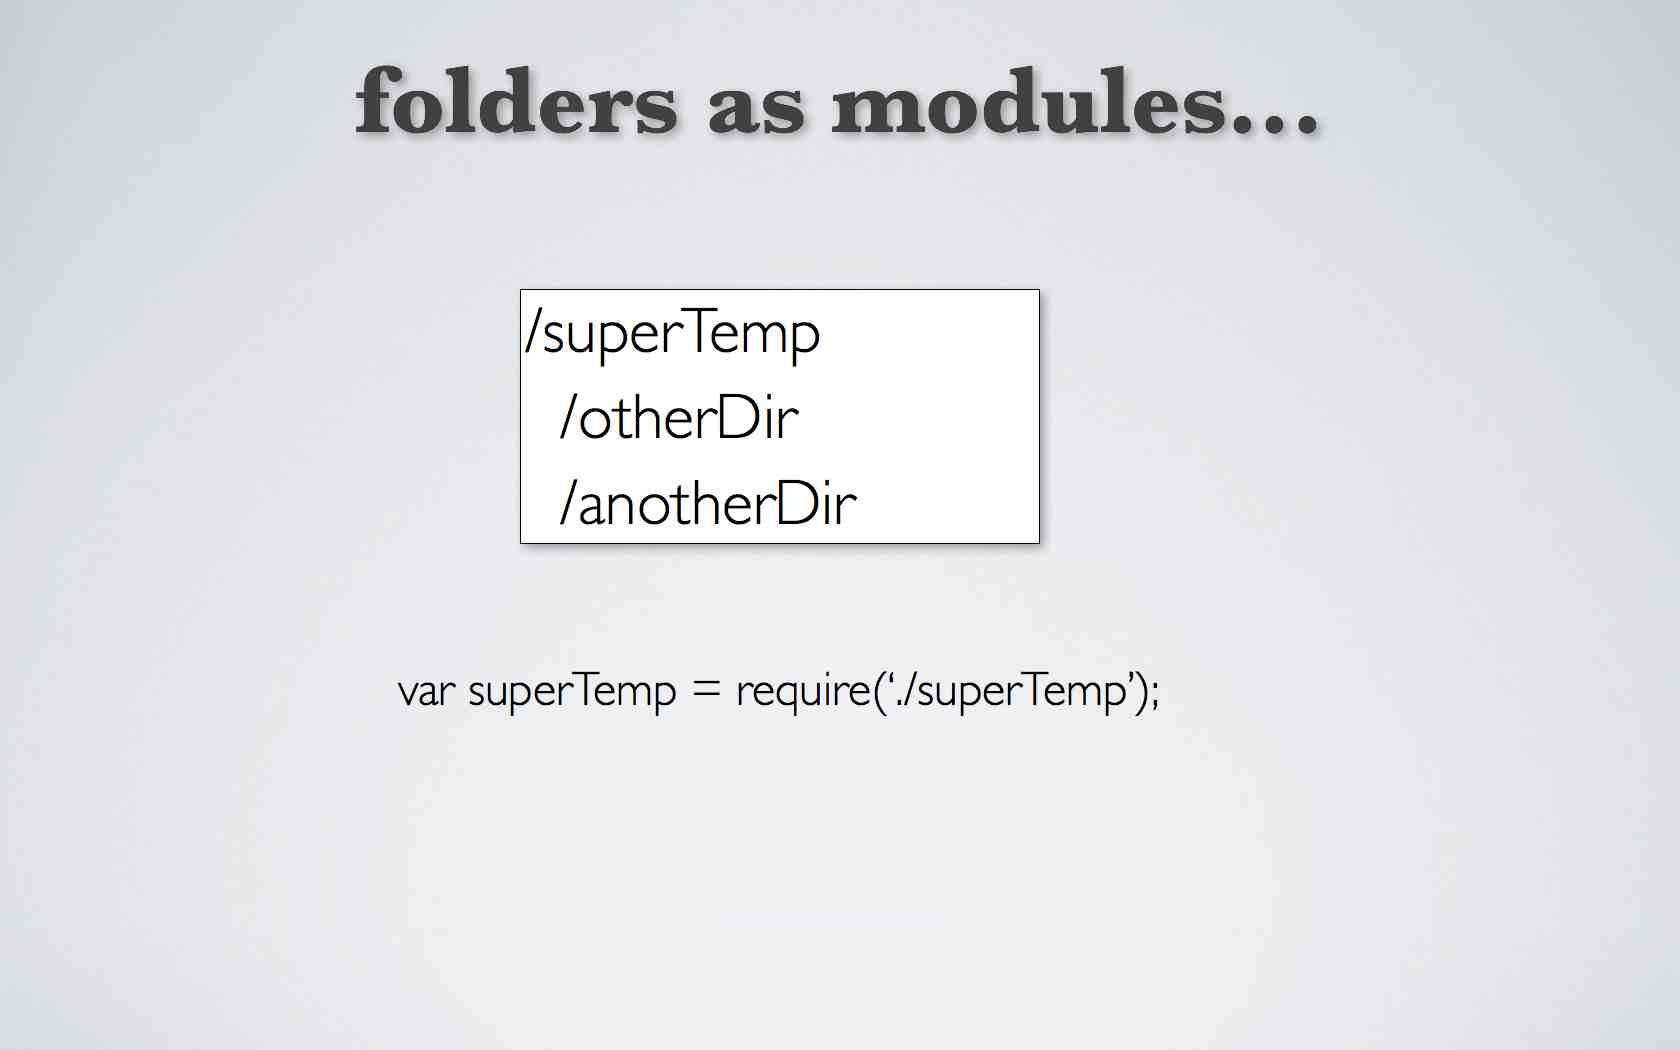 folders as modules...
/superTemp
/otherDir
/anotherDir
var superTemp = require(‘./superTemp’);